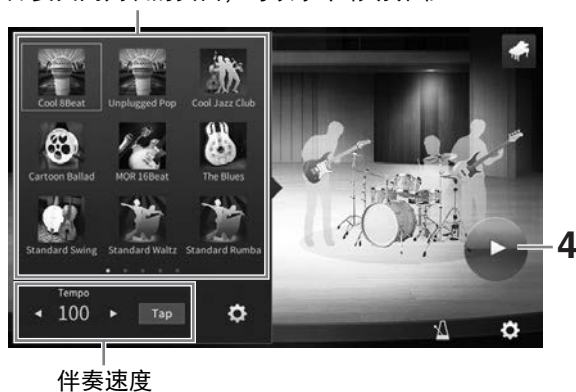 Cool 8Beat
Unplugged Pop
Cool Jazz Club
Cartoon Ballad
MOR 16Beat
The Blues
Standard Swing
Standard Waltz
Standard Rumba
4
Tempo
100
Tap
伴奏速度